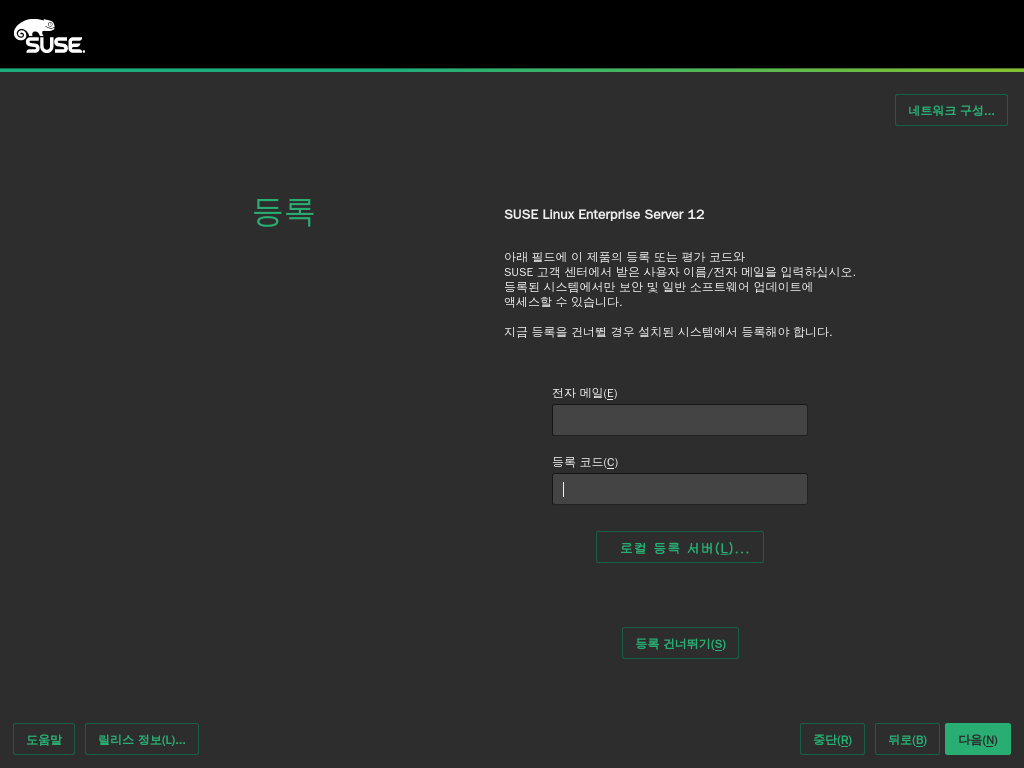 SUSE
네트워크 구성...
등록
SUSE Linux Enterprise Server 12
아래 필드에 이 제품의 등록 또는 평가 코드와
SUSE 고객 센터에서 받은 사용자 이름/전자 메일을 입력하십시오.
등록된 시스템에서만 보안 및 일반 소프트웨어 업데이트에
액세스할 수 있습니다.
지금 등록을 건너뛸 경우 설치된 시스템에서 등록해야 합니다.
전자 메일(E)
등록 코드(C)
로컬 등록 서버(L)...
등록 건너뛰기(S)
도움말
릴리스 정보(L)...
중단(R)
뒤로(B)
다음(N)